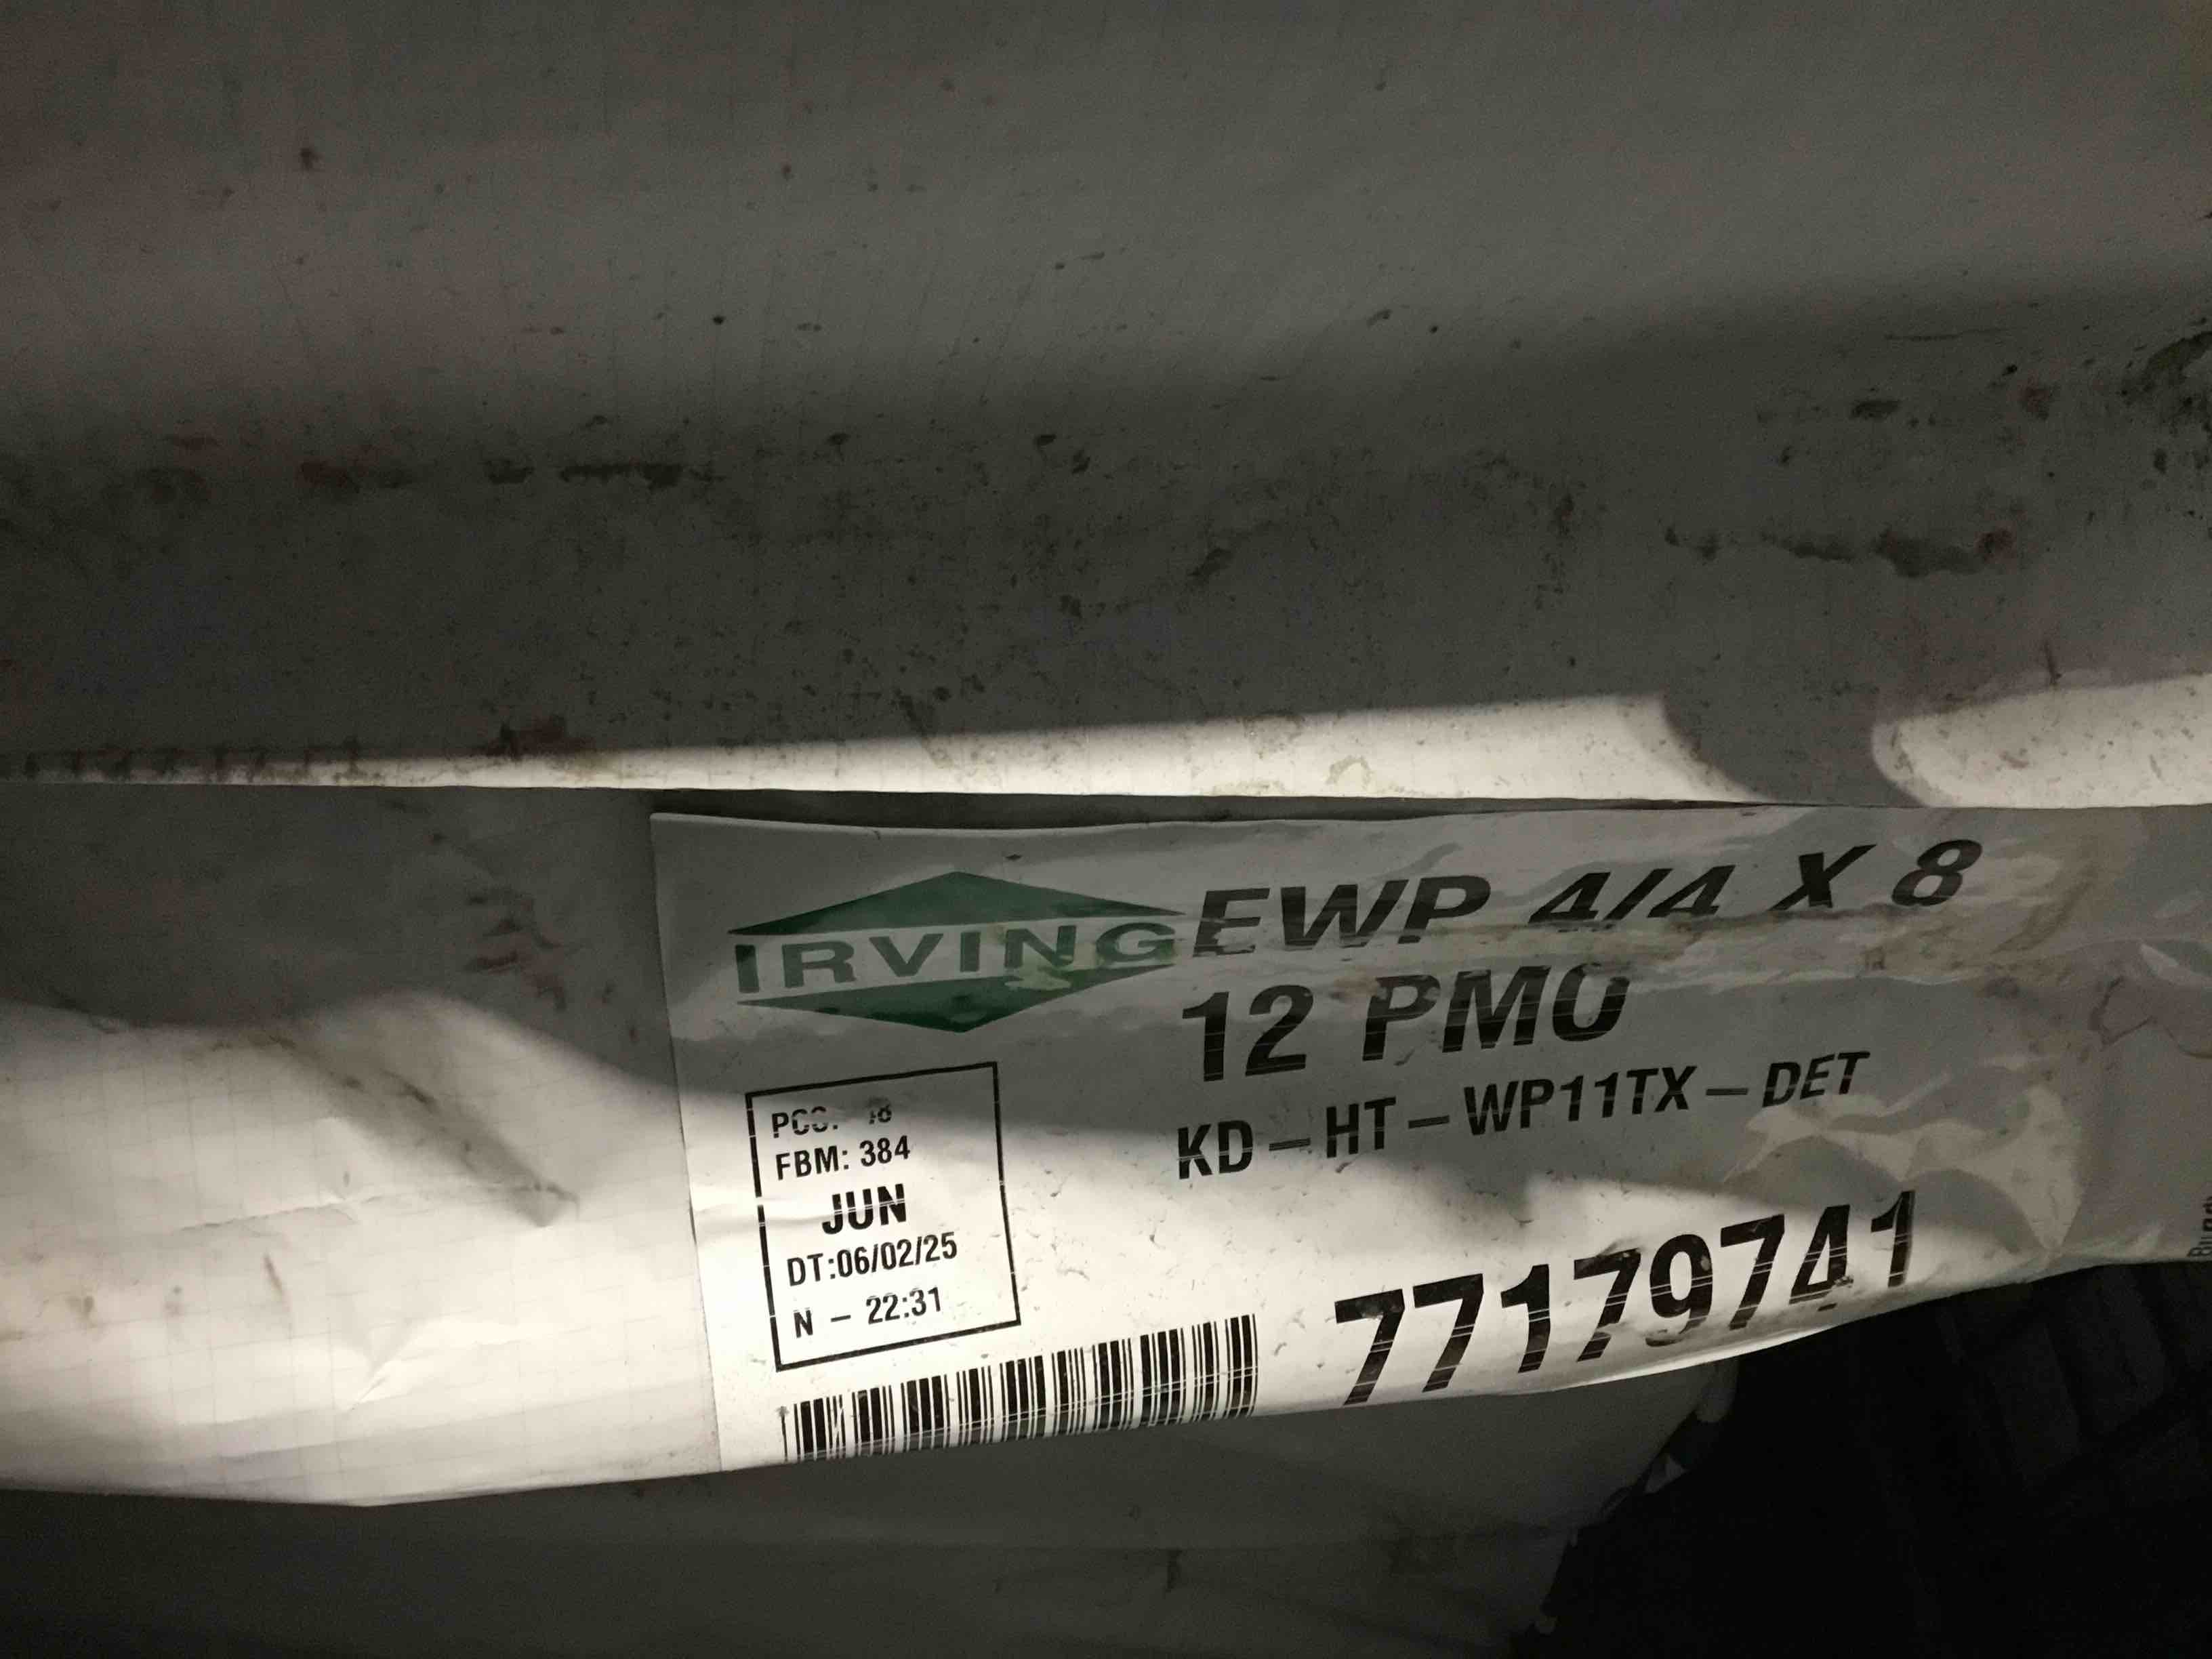 IRVING
EWP 4/4 X 8
12 PMO
KD-HT-WP11TX-DET
PCS:
FBM: 384
JUN
DT:06/02/25
N - 22:31
77179741